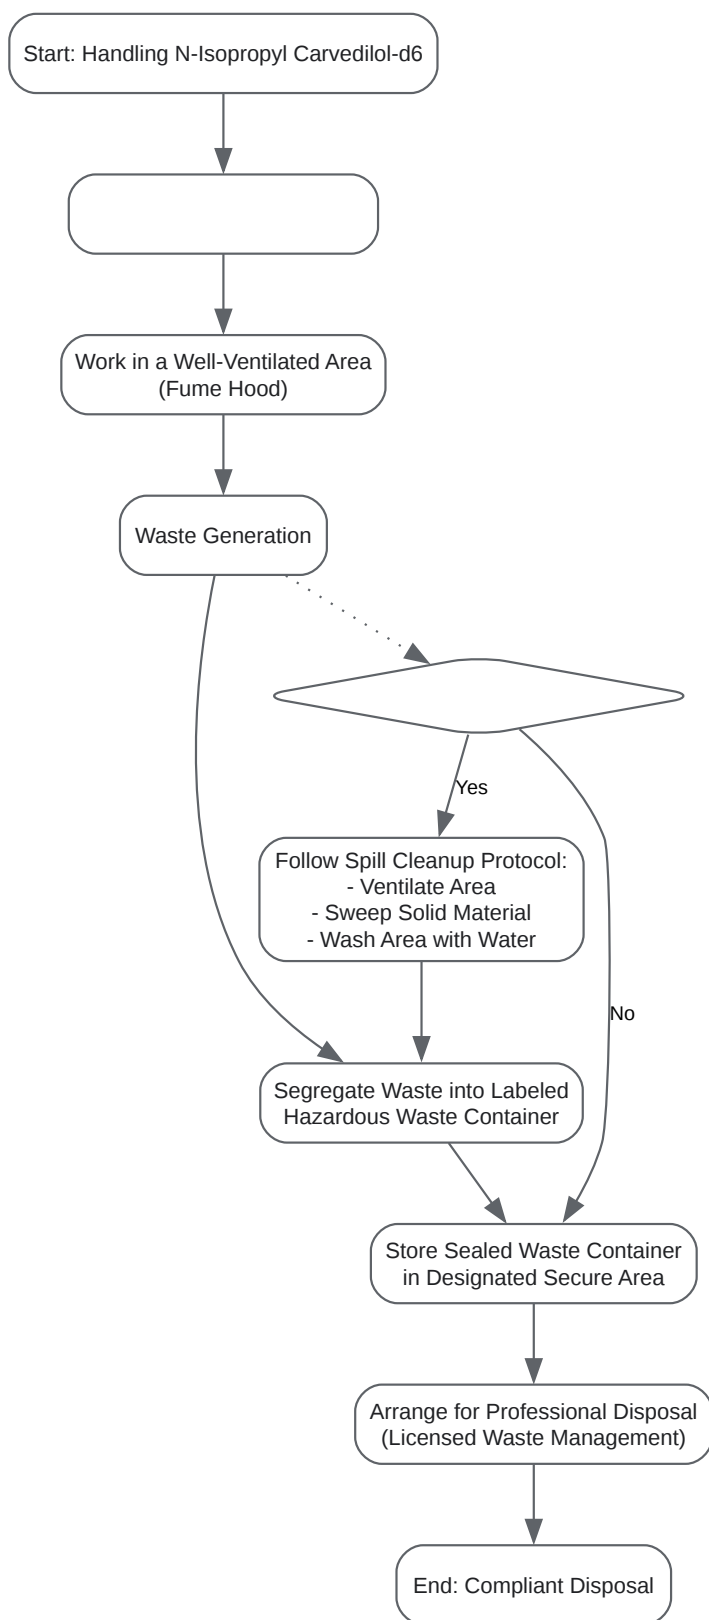 Start: Handling N-Isopropyl Carvedilol-d6
Work in a Well-Ventilated Area
(Fume Hood)
Waste Generation
Yes
Follow Spill Cleanup Protocol:
- Ventilate Area
- Sweep Solid Material
- Wash Area with Water
No
Segregate Waste into Labeled
Hazardous Waste Container
Store Sealed Waste Container
in Designated Secure Area
Arrange for Professional Disposal
(Licensed Waste Management)
End: Compliant Disposal